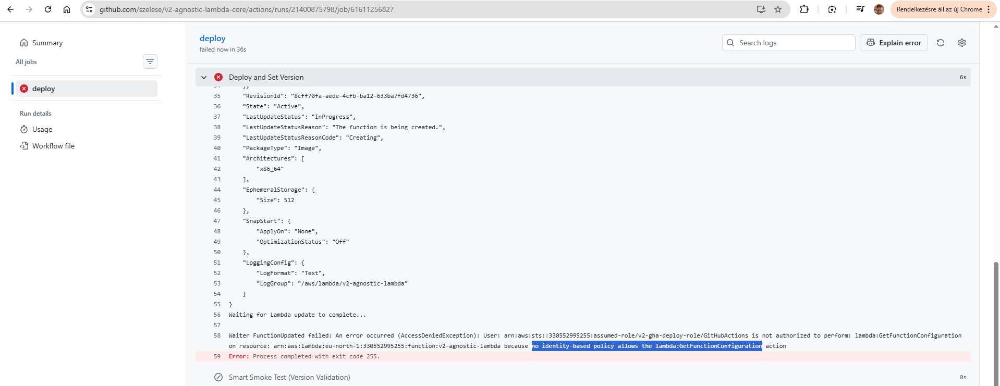 github.com/szelese/v2-agnostic-lambda-core/actions/runs/21400875798/job/61611256827
Rendelkezésre áll az új Chrome
Summary
All jobs
deploy
Run details
Usage
Workflow file
deploy
failed now in 36s
Search logs
Explain error
Deploy and Set Version
6s
34 ],
35 "RevisionId": "8cff70fa-aede-4cfb-ba12-633ba7fd4736",
36 "State": "Active",
37 "LastUpdateStatus": "InProgress",
38 "LastUpdateStatusReason": "The function is being created.",
39 "LastUpdateStatusReasonCode": "Creating",
40 "PackageType": "Image",
41 "Architectures": [
42 "x86_64"
43 ],
44 "EphemeralStorage": {
45 "Size": 512
46 },
47 "SnapStart": {
48 "ApplyOn": "None",
49 "OptimizationStatus": "Off"
50 },
51 "LoggingConfig": {
52 "LogFormat": "Text",
53 "LogGroup": "/aws/lambda/v2-agnostic-lambda"
54 }
55 }
56 Waiting for Lambda update to complete...
57
58 Waiter FunctionUpdated failed: An error occurred (AccessDeniedException): User: arn:aws:sts::330552995255:assumed-role/v2-gha-deploy-role/GitHubActions is not authorized to perform: lambda:GetFunctionConfiguration
on resource: arn:aws:lambda:eu-north-1:330552995255:function:v2-agnostic-lambda because no identity-based policy allows the lambda:GetFunctionConfiguration action
59 Error: Process completed with exit code 255.
Smart Smoke Test (Version Validation)
0s